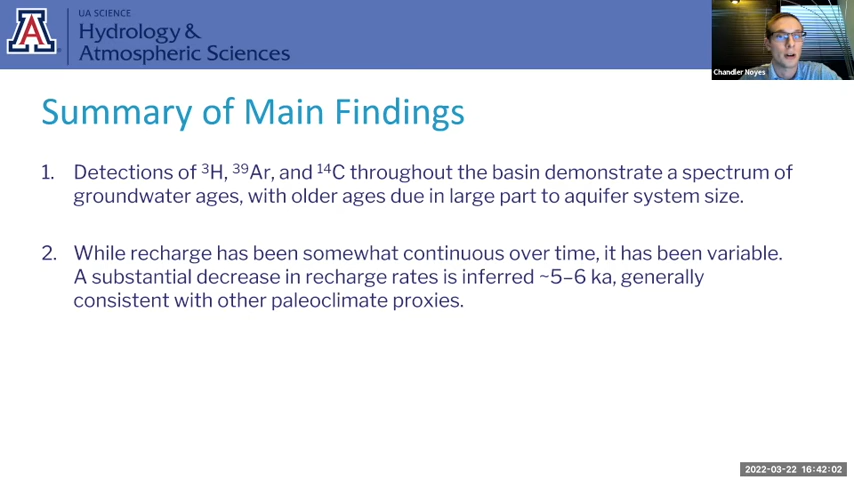 UA SCIENCE
Hydrology &
Atmospheric Sciences
A
Chandler Noyes
Summary of Main Findings
1. Detections of ³H, ³⁹Ar, and ¹⁴C throughout the basin demonstrate a spectrum of
groundwater ages, with older ages due in large part to aquifer system size.
2. While recharge has been somewhat continuous over time, it has been variable.
A substantial decrease in recharge rates is inferred ~5–6 ka, generally
consistent with other paleoclimate proxies.
2022-03-22 16:42:02